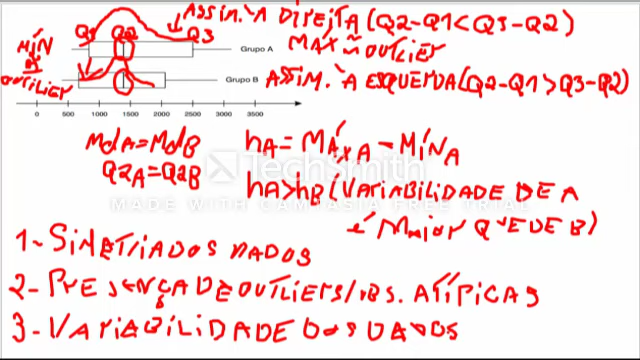 ASSIM. À DIREITA (Q2-Q1<Q3-Q2)
Q1 Q2 Q3
Grupo A
MÁX ñ OUTLIER
MÍN
ñ
OUTLIER
Grupo B
ASSIM. À ESQUERDA (Q2-Q1>Q3-Q2)
0 500 1000 1500 2000 2500 3000 3500
MdA=MdB
hA= MÁXA - MÍNA
Q2A=Q2B
TechSmith
hA>hB (VARIABILIDADE DE A
MADE WITH CAMTASIA FREE TRIAL
é MAIOR QUE DE B)
1- SIMETRIA DOS DADOS
2- PRESENÇA DE OUTLIERS/OBS. ATÍPICAS
3- VARIABILIDADE DOS DADOS